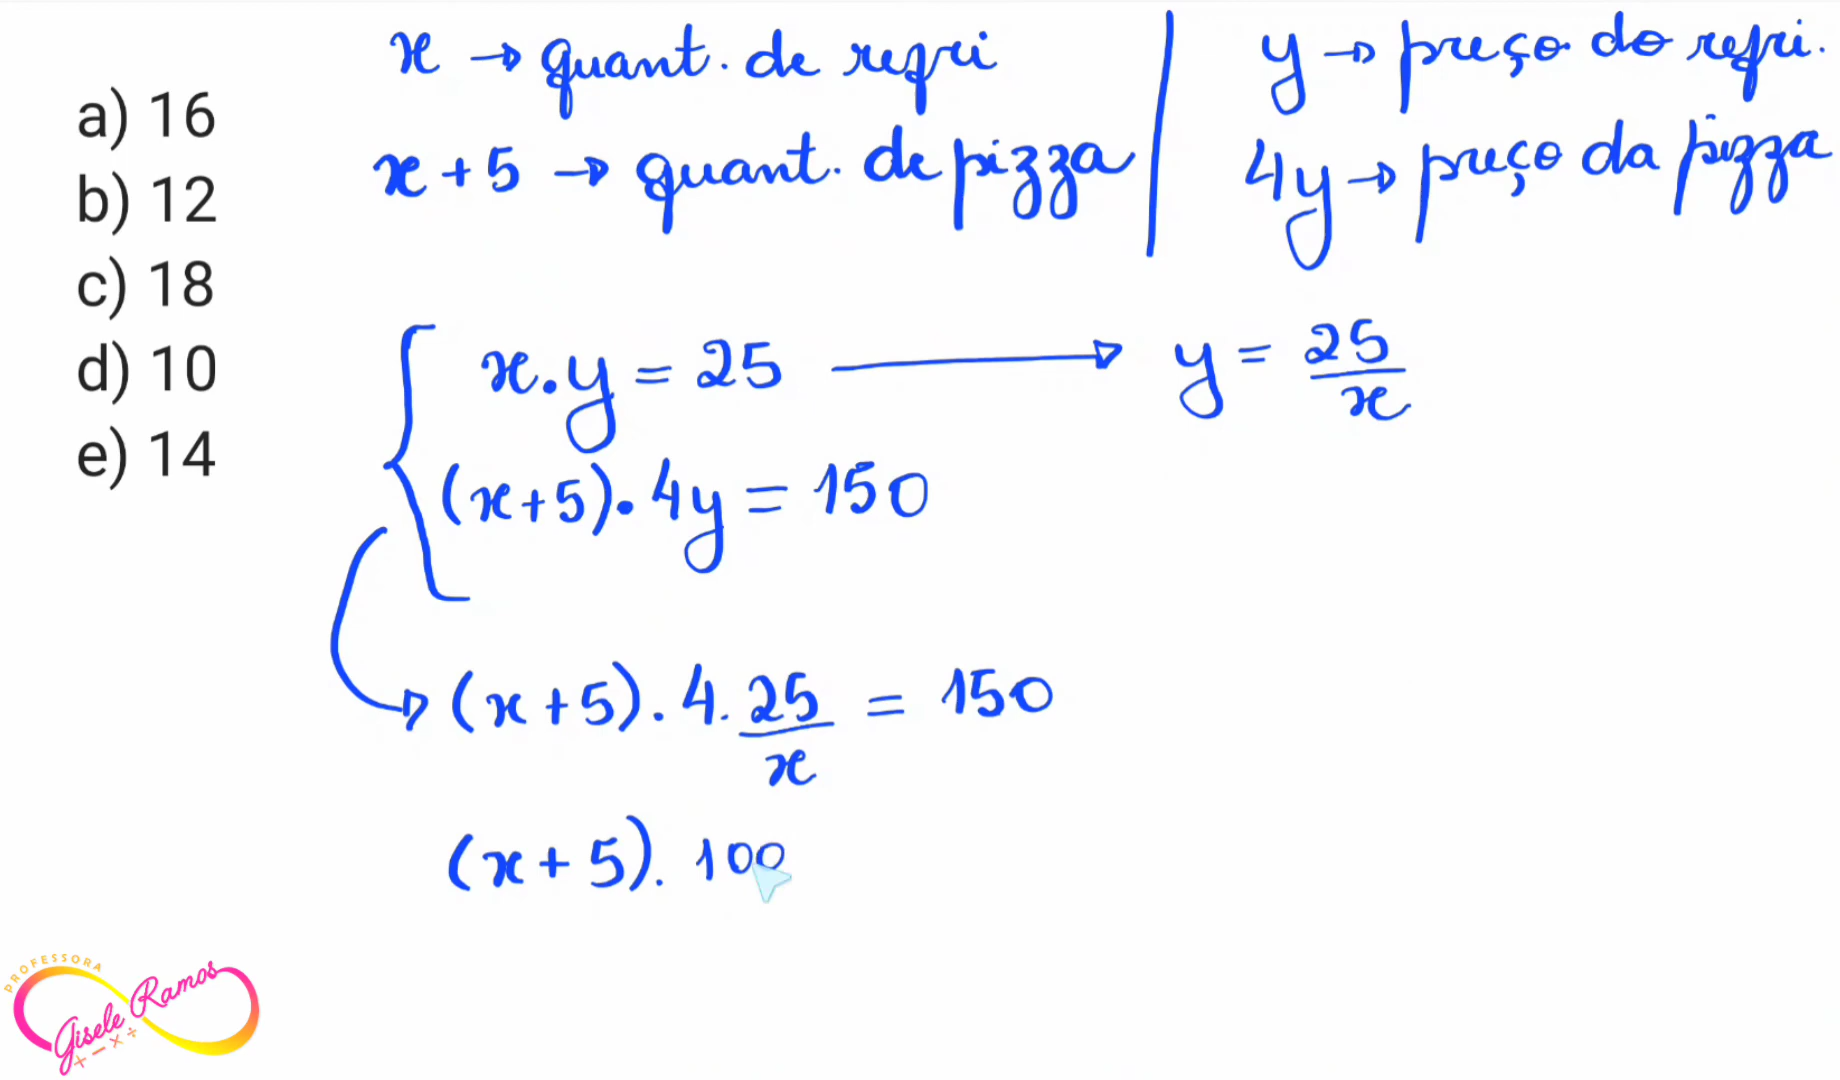 a) 16
b) 12
c) 18
d) 10
e) 14
x → quant. de refri
x + 5 → quant. de pizza
y → preço do refri.
4y → preço da pizza
x . y = 25 → y = 25/x
(x+5) . 4y = 150
(x + 5) . 4 . 25/x = 150
(x + 5) . 100
PROFESSORA
Gisele Ramos
+ − × ÷